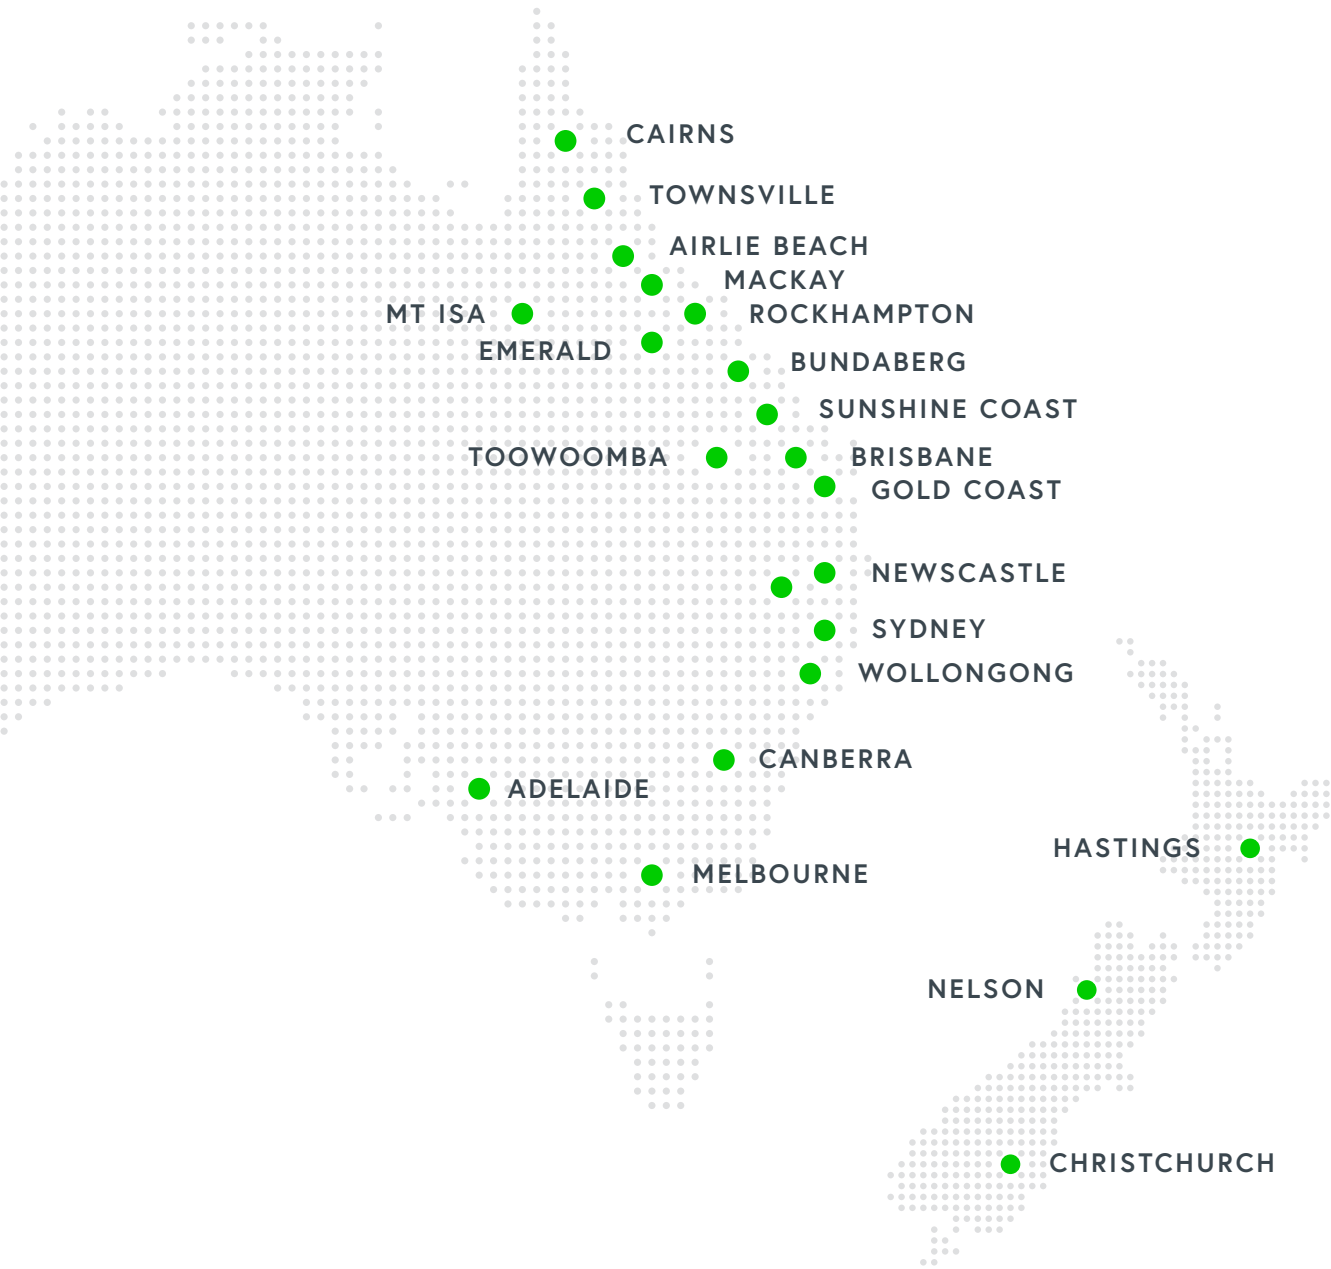 CAIRNS
TOWNSVILLE
AIRLIE BEACH
MACKAY
MT ISA
ROCKHAMPTON
EMERALD
BUNDABERG
SUNSHINE COAST
TOOWOOMBA
BRISBANE
GOLD COAST
NEWSCASTLE
SYDNEY
WOLLONGONG
CANBERRA
ADELAIDE
HASTINGS
MELBOURNE
NELSON
CHRISTCHURCH